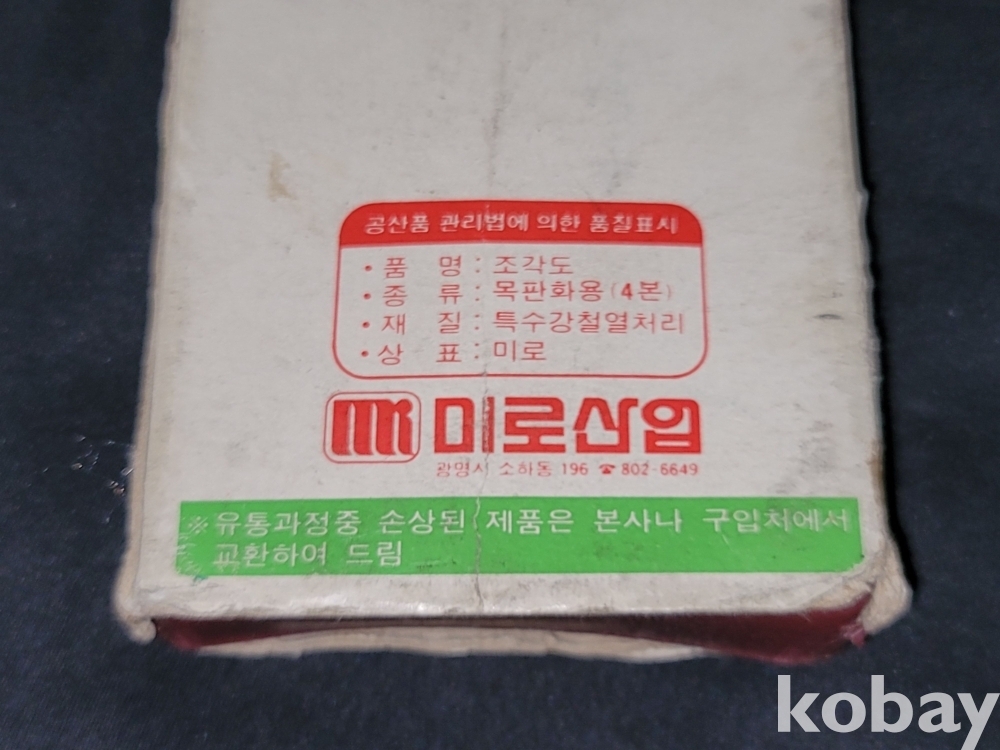 공산품 관리법에 의한 품질표시
• 품 명 : 조각도
• 종 류 : 목판화용 (4본)
• 재 질 : 특수강철열처리
• 상 표 : 미로
미로산업
광명시 소하동 196 ☎ 802-6649
※ 유통과정중 손상된 제품은 본사나 구입처에서
교환하여 드림
kobay